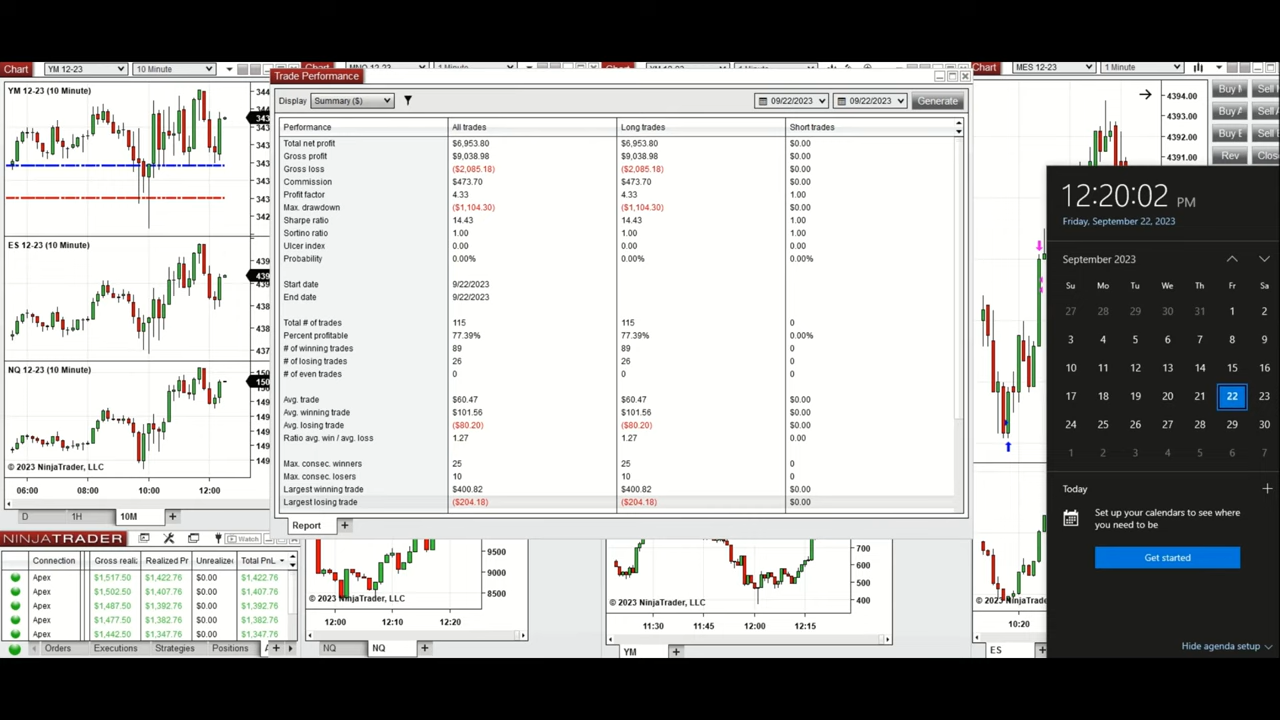 Chart YM 12-23 10 Minute
YM (10 Minute)
ES 12-23 (10 Minute)
NQ 12-23 (10 Minute)
© 2023 NinjaTrader, LLC
06:00 08:00 10:00 12:00
D 1H 10M +
Trade Performance
Display Summary ($) 09/22/2023 09/22/2023 Generate
Performance All trades Long trades Short trades
Total net profit $6,953.80 $6,953.80 $0.00
Gross profit $9,038.98 $9,038.98 $0.00
Gross loss ($2,085.18) ($2,085.18) $0.00
Commission $473.70 $473.70 $0.00
Profit factor 4.33 4.33 1.00
Max. drawdown ($1,104.30) ($1,104.30) $0.00
Sharpe ratio 14.43 14.43 1.00
Sortino ratio 1.00 1.00 1.00
Ulcer index 0.00 0.00 0.00
Probability 0.00% 0.00% 0.00%
Start date 9/22/2023
End date 9/22/2023
Total # of trades 115 115 0
Percent profitable 77.39% 77.39% 0.00%
# of winning trades 89 89 0
# of losing trades 26 26 0
# of even trades 0 0 0
Avg. trade $60.47 $60.47 $0.00
Avg. winning trade $101.56 $101.56 $0.00
Avg. losing trade ($80.20) ($80.20) $0.00
Ratio avg. win / avg. loss 1.27 1.27 0.00
Max. consec. winners 25 25 0
Max. consec. losers 10 10 0
Largest winning trade $400.82 $400.82 $0.00
Largest losing trade ($204.18) ($204.18) $0.00
Report +
NINJATRADER Watch
Connection Gross reali: Realized Pr Unrealized Total PnL
Apex $1,517.50 $1,422.76 $0.00 $1,422.76
Apex $1,502.50 $1,407.76 $0.00 $1,407.76
Apex $1,487.50 $1,392.76 $0.00 $1,392.76
Apex $1,477.50 $1,382.76 $0.00 $1,382.76
Apex $1,442.50 $1,347.76 $0.00 $1,347.76
Orders Executions Strategies Positions
9500
8500
© 2023 NinjaTrader, LLC
12:00 12:10 12:20
NQ NQ +
700
600
500
400
© 2023 NinjaTrader, LLC
11:30 11:45 12:00 12:15
YM +
Chart MES 12-23 1 Minute
4394.00
4393.00
4392.00
4391.00
Rev
10:20
ES +
12:20:02 PM
Friday, September 22, 2023
September 2023
Su Mo Tu We Th Fr Sa
27 28 29 30 31 1 2
3 4 5 6 7 8 9
10 11 12 13 14 15 16
17 18 19 20 21 22 23
24 25 26 27 28 29 30
1 2 3 4 5 6 7
Today +
Set up your calendars to see where
you need to be
Get started
Hide agenda setup